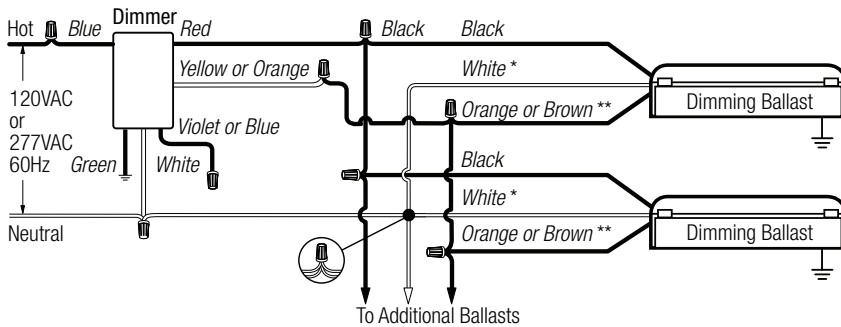 Dimmer
Hot Blue Red Black Black
Yellow or Orange White *
120VAC
or
277VAC
60Hz
Orange or Brown ** Dimming Ballast
Violet or Blue
Green White Black
White *
Neutral Orange or Brown ** Dimming Ballast
To Additional Ballasts